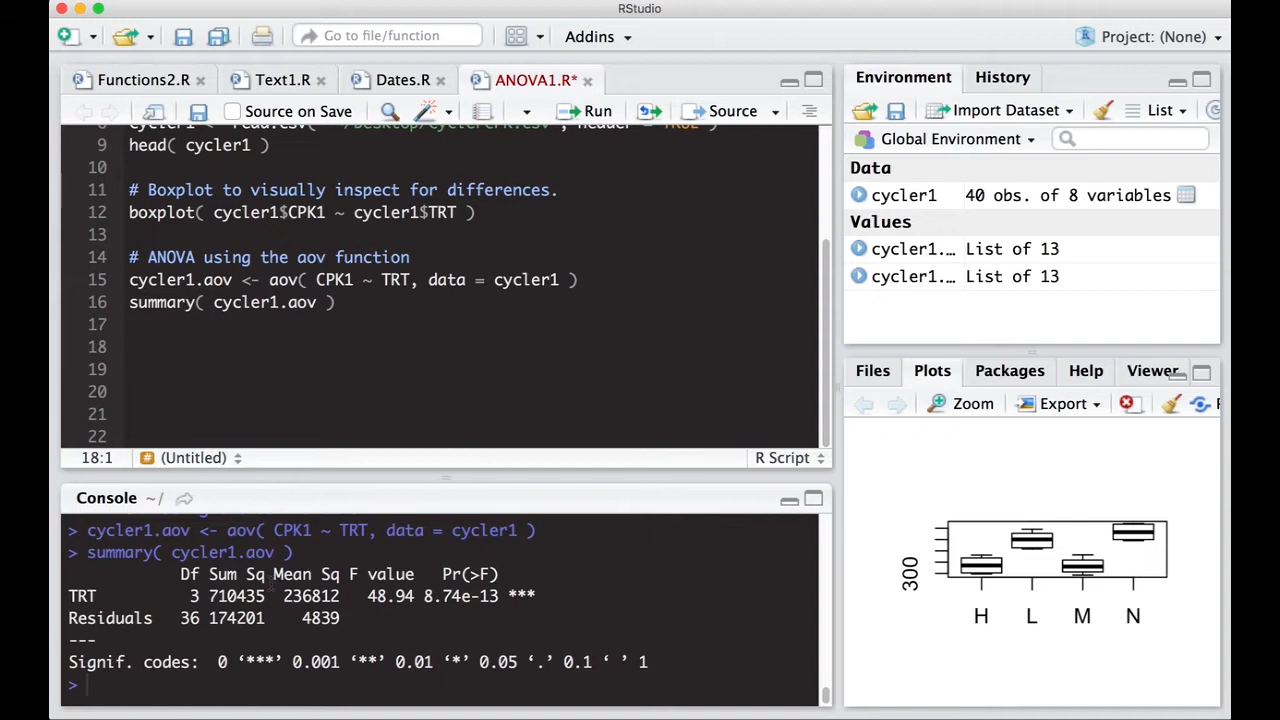 RStudio
Go to file/function
Addins
Project: (None)
Functions2.R
Text1.R
Dates.R
ANOVA1.R*
Source on Save
Run
Source
9 head( cycler1 )
10
11 # Boxplot to visually inspect for differences.
12 boxplot( cycler1$CPK1 ~ cycler1$TRT )
13
14 # ANOVA using the aov function
15 cycler1.aov <- aov( CPK1 ~ TRT, data = cycler1 )
16 summary( cycler1.aov )
17
18
19
20
21
22
18:1 (Untitled) R Script
Console ~/
> cycler1.aov <- aov( CPK1 ~ TRT, data = cycler1 )
> summary( cycler1.aov )
Df Sum Sq Mean Sq F value Pr(>F)
TRT 3 710435 236812 48.94 8.74e-13 ***
Residuals 36 174201 4839
---
Signif. codes: 0 ‘***’ 0.001 ‘**’ 0.01 ‘*’ 0.05 ‘.’ 0.1 ‘ ’ 1
>
Environment History
Import Dataset
List
Global Environment
Data
cycler1 40 obs. of 8 variables
Values
cycler1.… List of 13
cycler1.… List of 13
Files Plots Packages Help Viewer
Zoom Export
300
H L M N